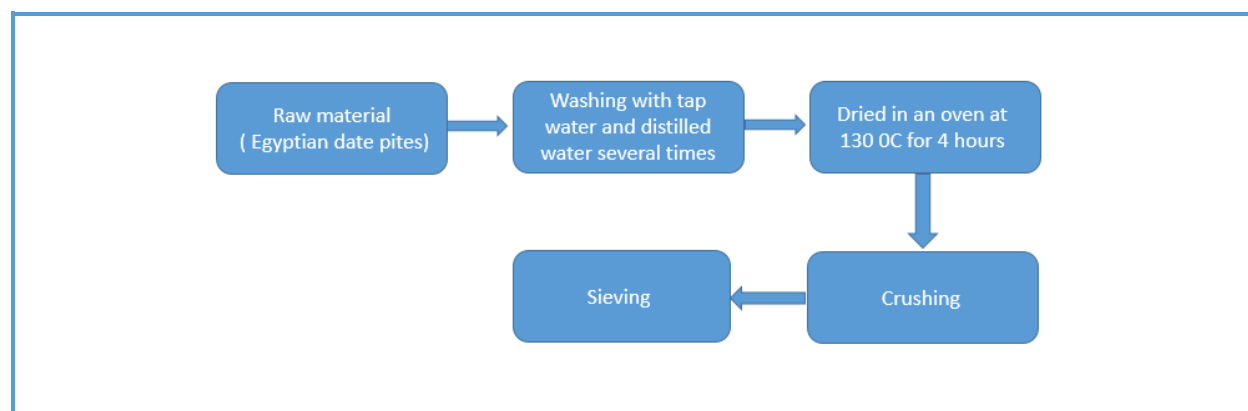 Raw material
( Egyptian date pites)
Washing with tap
water and distilled
water several times
Dried in an oven at
130 0C for 4 hours
Crushing
Sieving